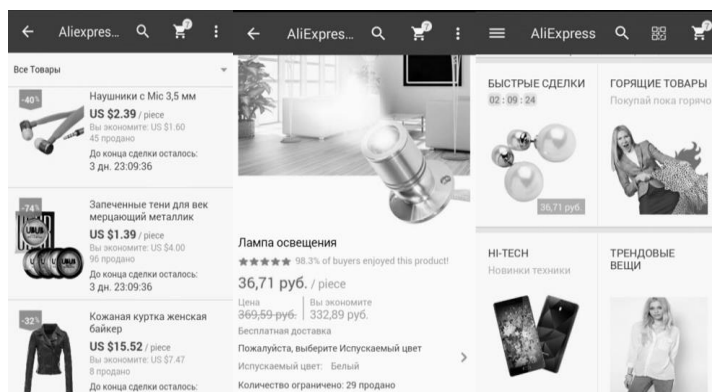 Aliexpres...
7
Все Товары
-40%
Наушники с Mic 3,5 мм
US $2.39 / piece
Вы экономите: US $1.60
45 продано
До конца сделки осталось:
3 дн. 23:09:36
-74%
Запеченные тени для век
мерцающий металлик
US $1.39 / piece
Вы экономите: US $4.00
96 продано
До конца сделки осталось:
3 дн. 23:09:36
-32%
Кожаная куртка женская
байкер
US $15.52 / piece
Вы экономите: US $7.47
8 продано
До конца сделки осталось:
AliExpres...
7
Лампа освещения
98.3% of buyers enjoyed this product!
36,71 руб. / piece
Цена
Вы экономите
369,59 руб.
332,89 руб.
Бесплатная доставка
Пожалуйста, выберите Испускаемый цвет
Испускаемый цвет: Белый
Количество ограничено: 29 продано
AliExpress
7
БЫСТРЫЕ СДЕЛКИ
02 : 09 : 24
36,71 руб.
ГОРЯЩИЕ ТОВАРЫ
Покупай пока горячо
HI-TECH
Новинки техники
ТРЕНДОВЫЕ
ВЕЩИ